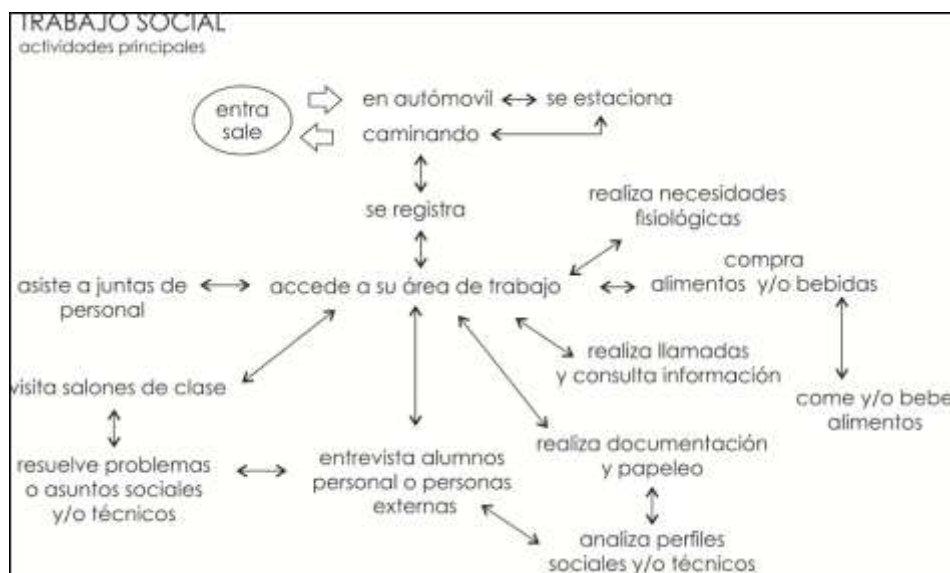 TRABAJO SOCIAL
actividades principales
entra
sale
en autómovil
se estaciona
caminando
se registra
realiza necesidades
fisiológicas
asiste a juntas de
personal
accede a su área de trabajo
compra
alimentos y/o bebidas
realiza llamadas
y consulta información
visita salones de clase
come y/o bebe
alimentos
resuelve problemas
o asuntos sociales
y/o técnicos
entrevista alumnos
personal o personas
externas
realiza documentación
y papeleo
analiza perfiles
sociales y/o técnicos